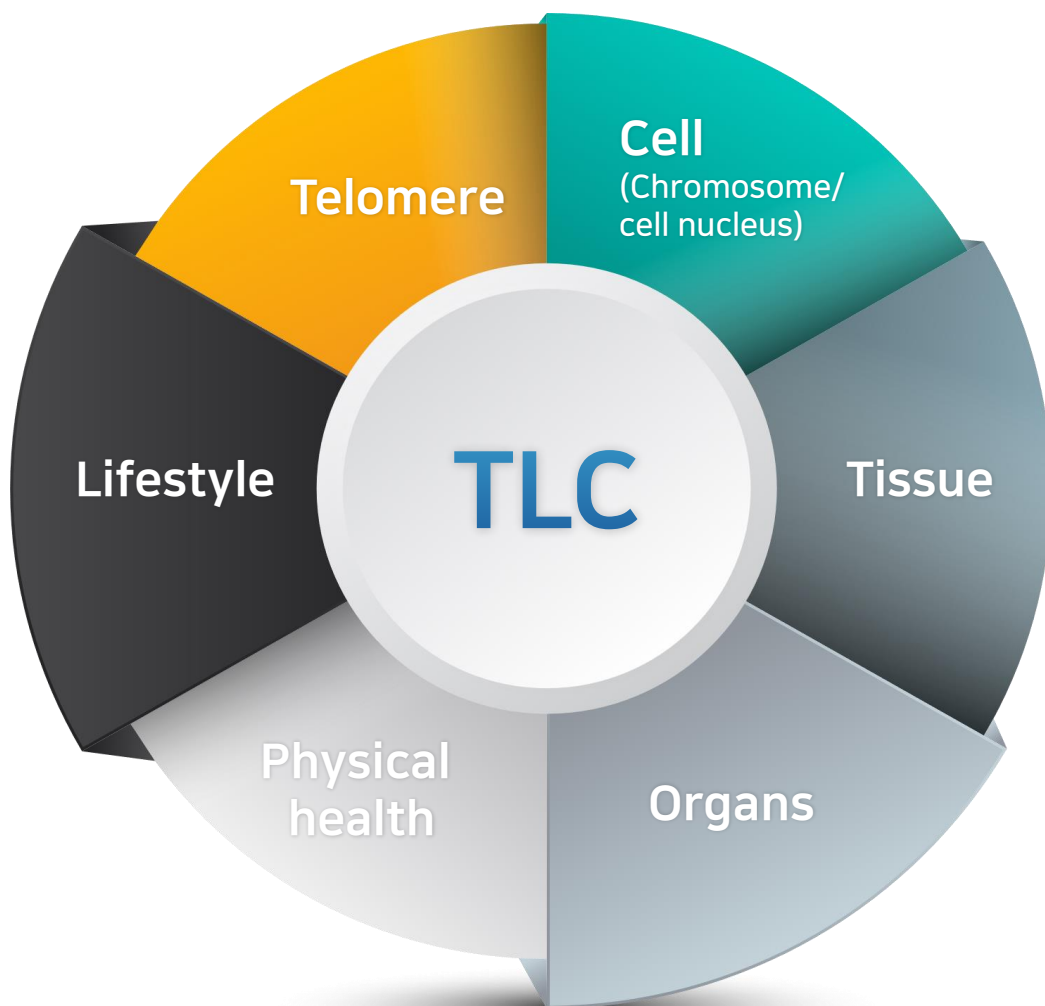 Telomere
Cell
(Chromosome/
cell nucleus)
Lifestyle
TLC
Tissue
Physical
health
Organs